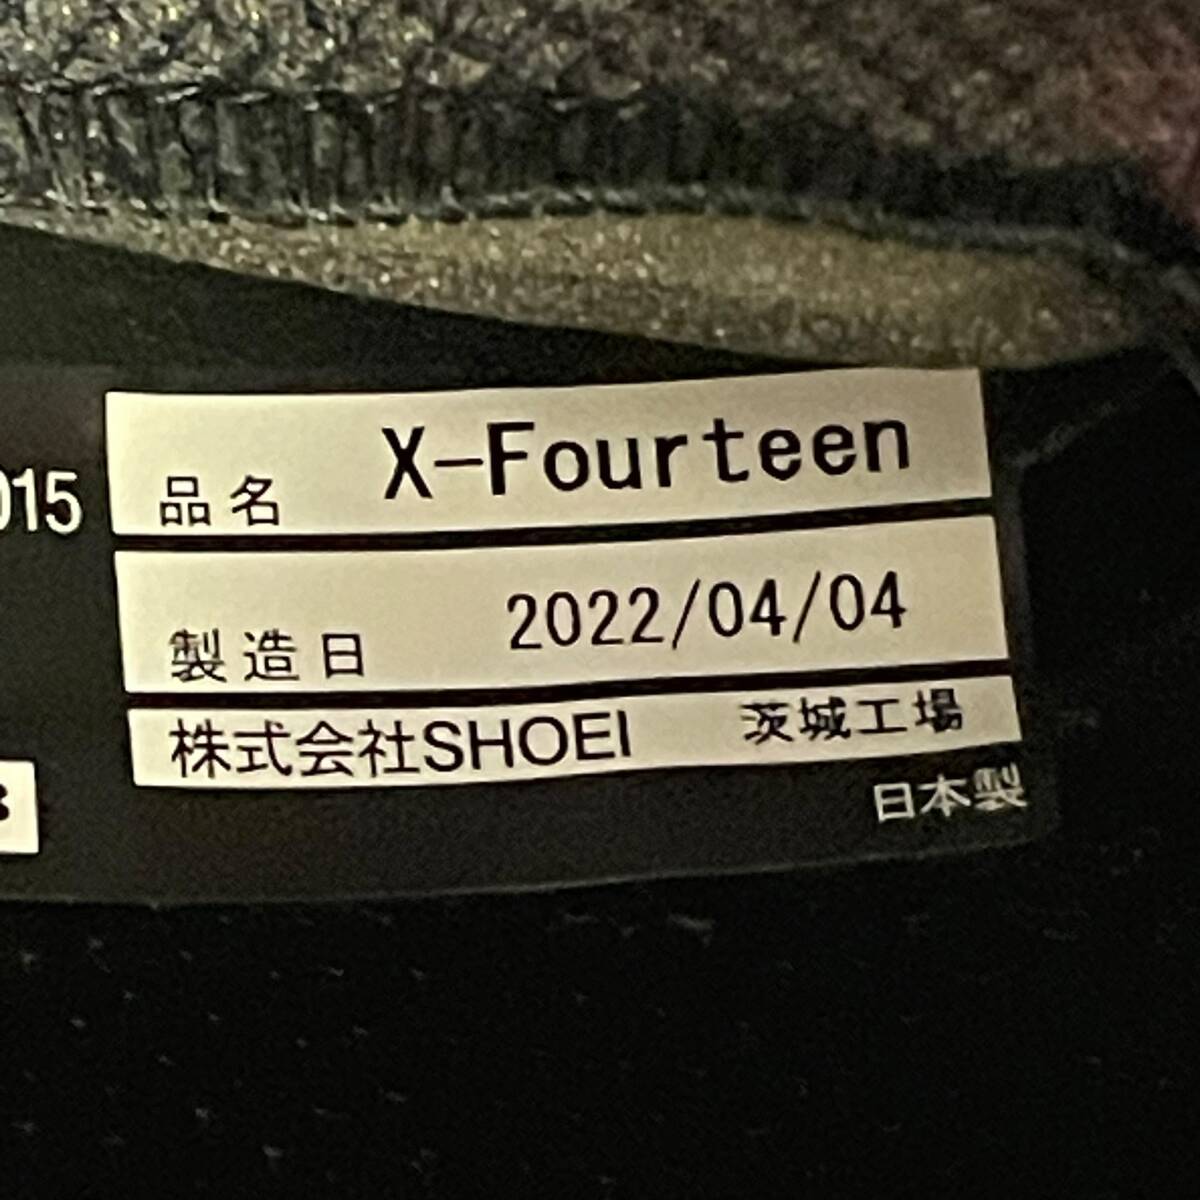 品名 X-Fourteen
015
製造日 2022/04/04
株式会社SHOEI 茨城工場
日本製